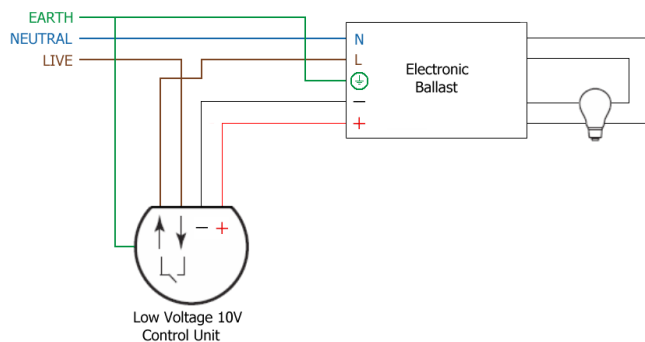 EARTH
NEUTRAL
LIVE
N
L
−
+
Electronic
Ballast
− +
Low Voltage 10V
Control Unit